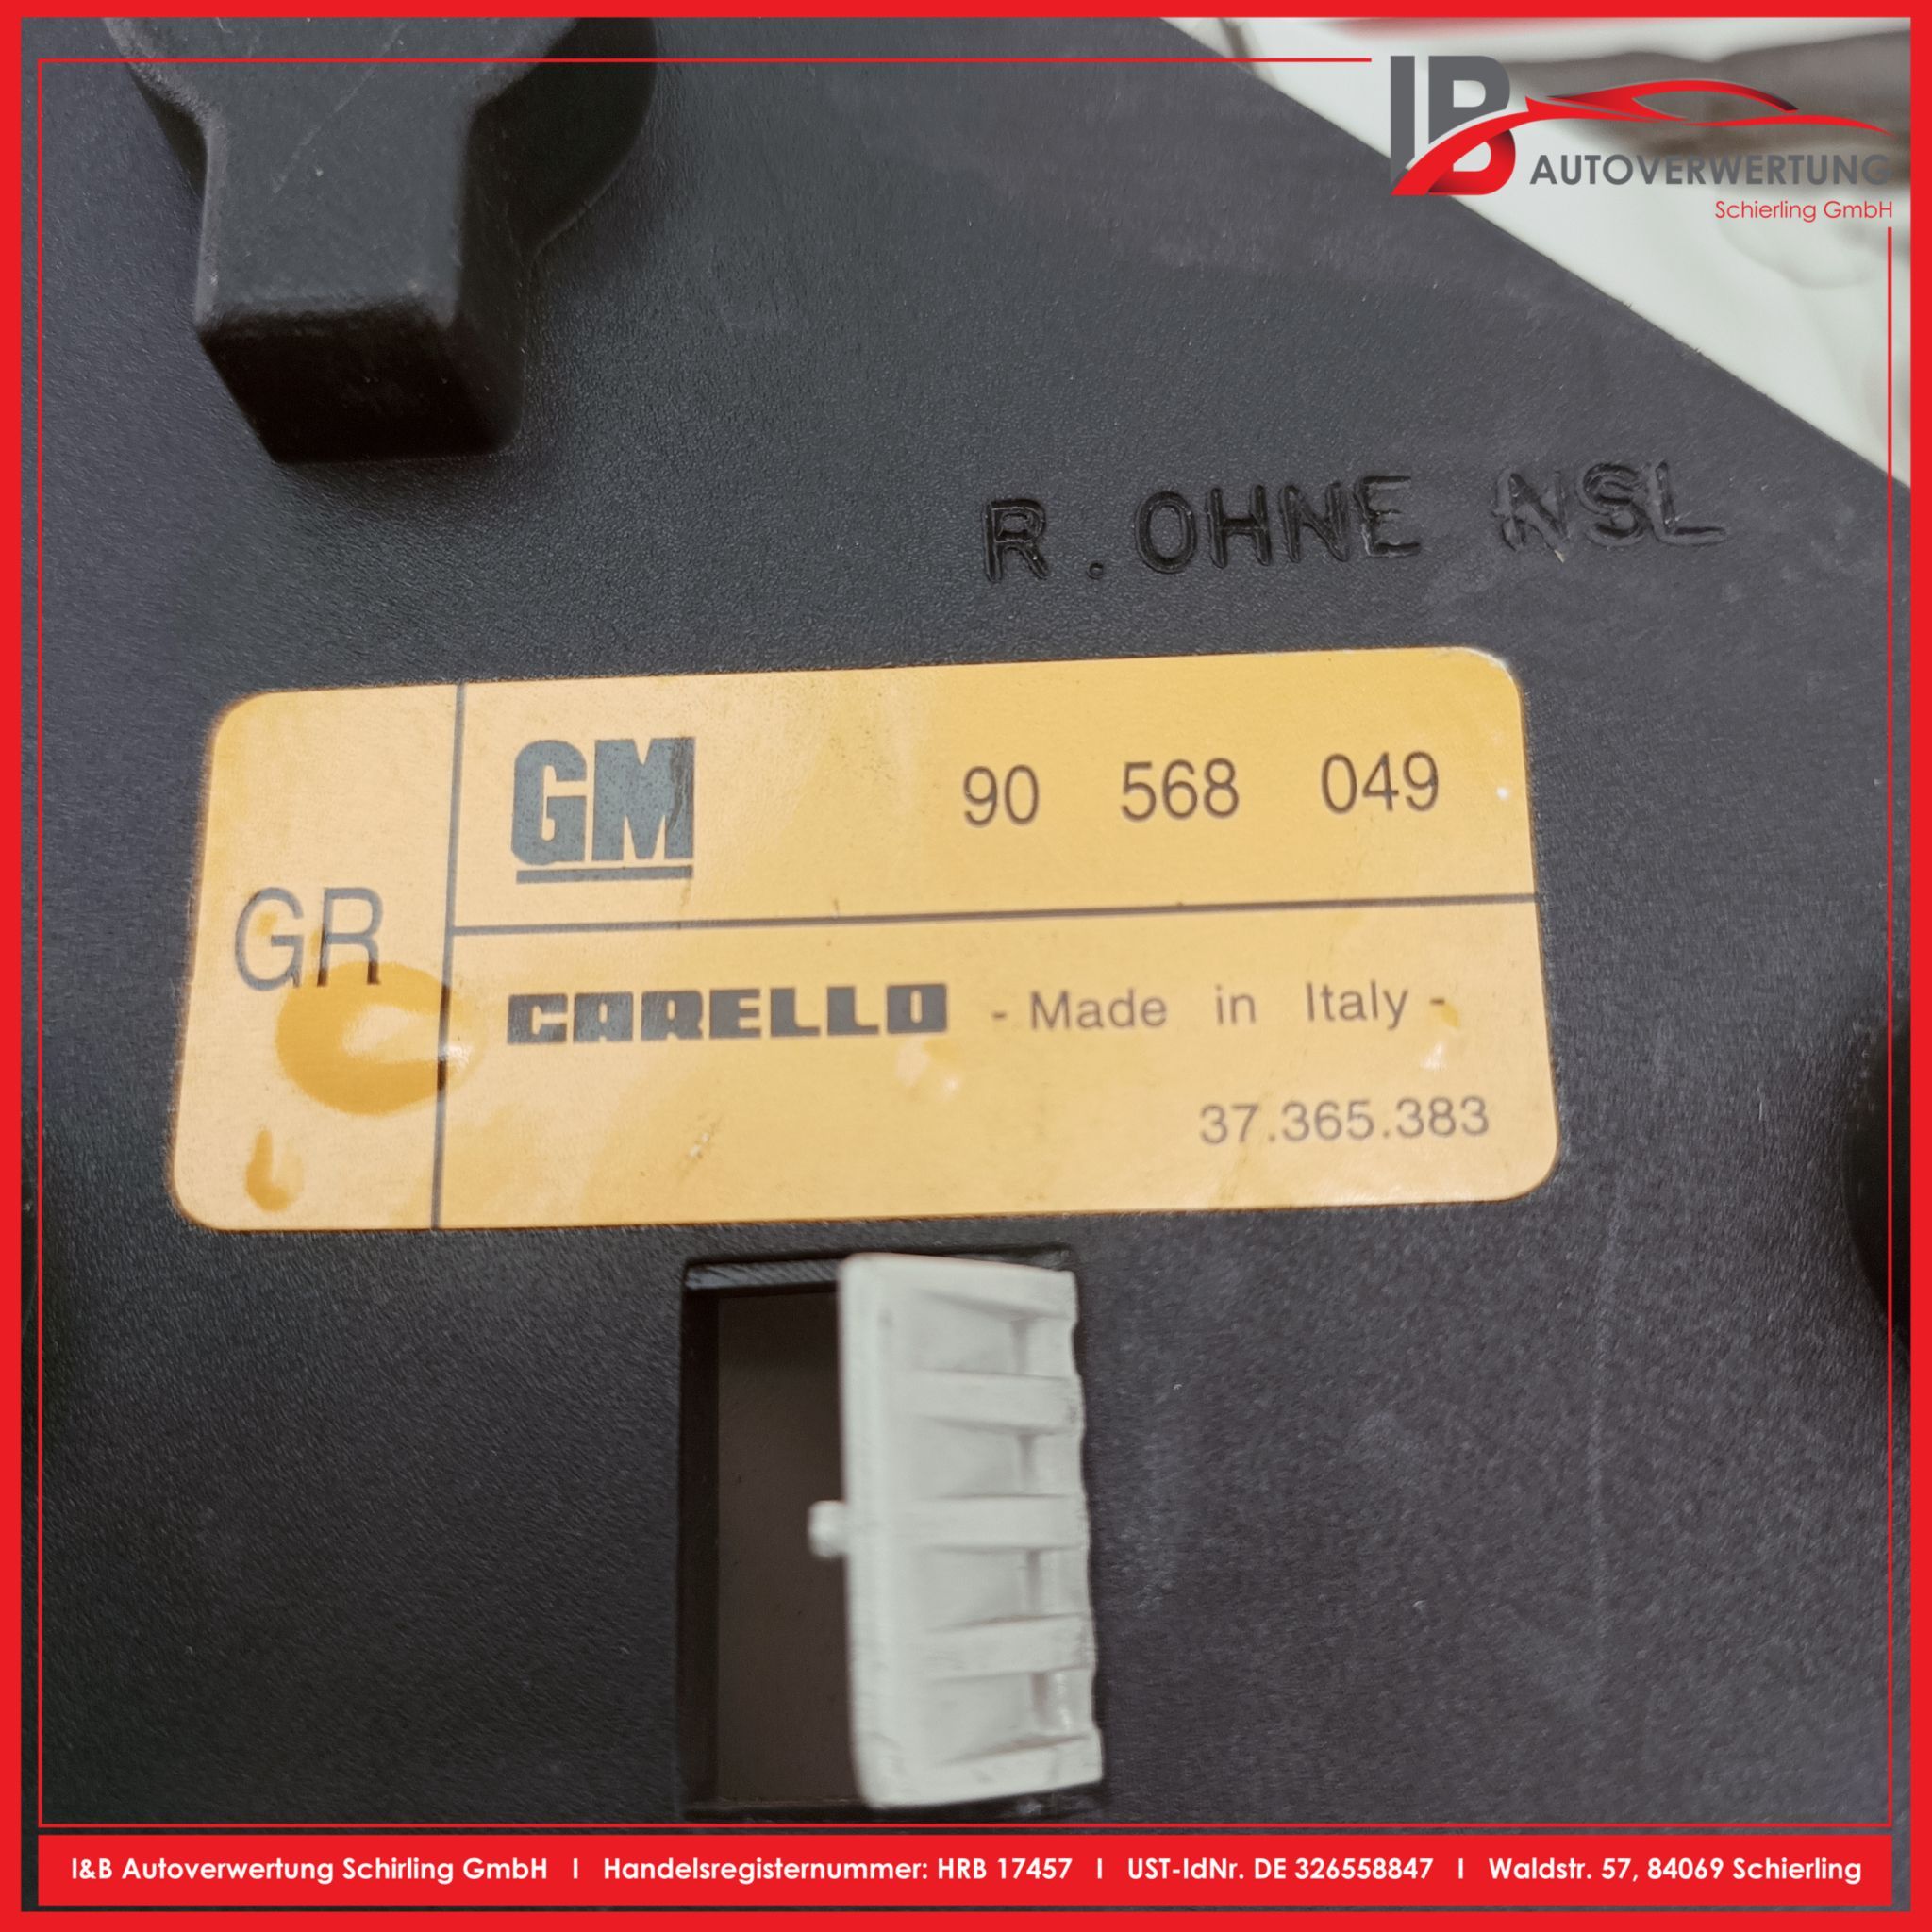 IB AUTOVERWERTUNG
Schierling GmbH
R. OHNE NSL
GM 90 568 049
GR
CARELLO - Made in Italy -
37.365.383
I&B Autoverwertung Schirling GmbH I Handelsregisternummer: HRB 17457 I UST-IdNr. DE 326558847 I Waldstr. 57, 84069 Schierling